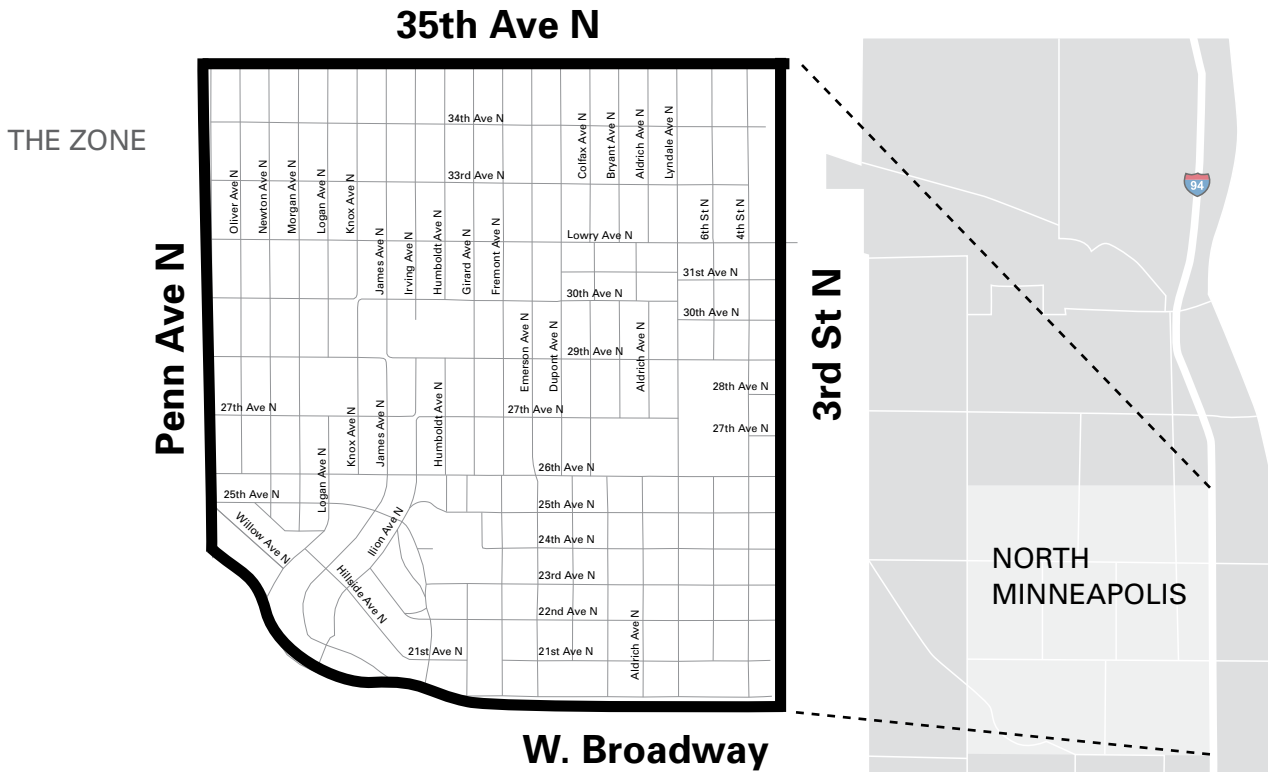 35th Ave N
THE ZONE
34th Ave N
Colfax Ave N
Bryant Ave N
Aldrich Ave N
Lyndale Ave N
33rd Ave N
94
Oliver Ave N
Newton Ave N
Morgan Ave N
Logan Ave N
Knox Ave N
James Ave N
Irving Ave N
Humboldt Ave N
Girard Ave N
Fremont Ave N
Lowry Ave N
6th St N
4th St N
Penn Ave N
3rd St N
31st Ave N
30th Ave N
30th Ave N
Emerson Ave N
Dupont Ave N
29th Ave N
Aldrich Ave N
28th Ave N
27th Ave N
Knox Ave N
James Ave N
Humboldt Ave N
27th Ave N
27th Ave N
Logan Ave N
26th Ave N
25th Ave N
25th Ave N
Willow Ave N
Ilion Ave N
24th Ave N
Hillside Ave N
23rd Ave N
22nd Ave N
Aldrich Ave N
21st Ave N
21st Ave N
NORTH
MINNEAPOLIS
W. Broadway